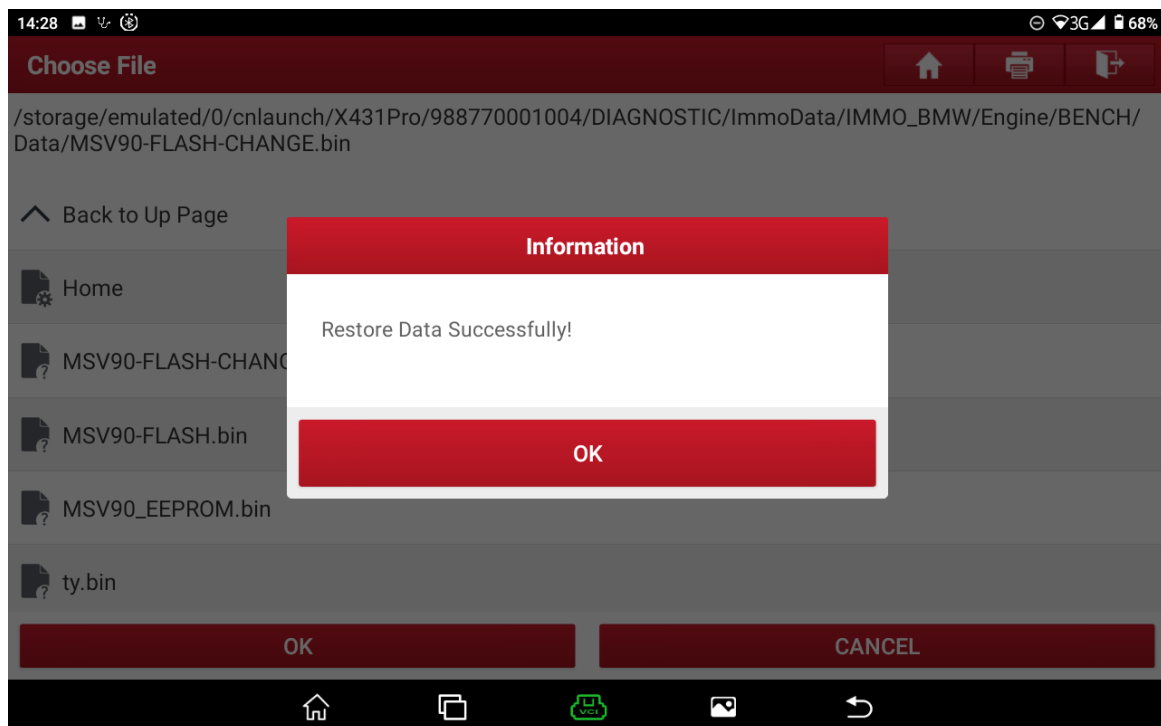 14:28 3G 68%
Choose File
/storage/emulated/0/cnlaunch/X431Pro/988770001004/DIAGNOSTIC/ImmoData/IMMO_BMW/Engine/BENCH/
Data/MSV90-FLASH-CHANGE.bin
Back to Up Page
Information
Home
Restore Data Successfully!
MSV90-FLASH-CHANG
MSV90-FLASH.bin
OK
MSV90_EEPROM.bin
ty.bin
OK CANCEL
VCI